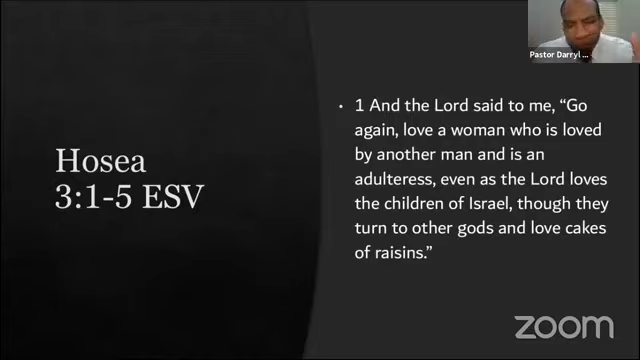 Pastor Darryl ...
Hosea
3:1-5 ESV
• 1 And the Lord said to me, “Go
again, love a woman who is loved
by another man and is an
adulteress, even as the Lord loves
the children of Israel, though they
turn to other gods and love cakes
of raisins.”
zoom